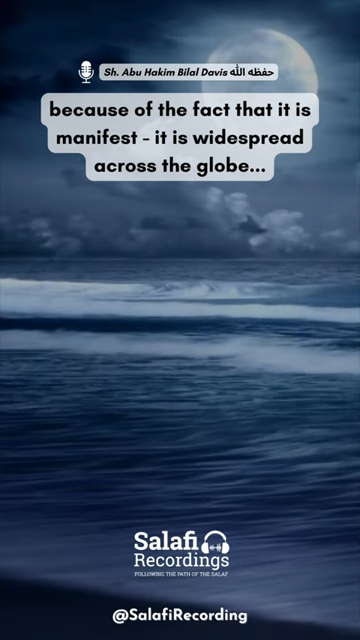 Sh. Abu Hakim Bilal Davis حفظه الله
because of the fact that it is
manifest - it is widespread
across the globe...
Salafi
Recordings
FOLLOWING THE PATH OF THE SALAF
@SalafiRecording